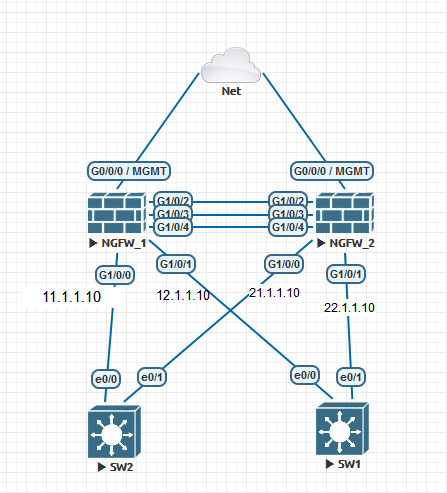 Net
G0/0/0 / MGMT
G0/0/0 / MGMT
G1/0/2
G1/0/2
G1/0/3
G1/0/3
G1/0/4
G1/0/4
NGFW_1
NGFW_2
G1/0/0
G1/0/1
G1/0/0
G1/0/1
11.1.1.10
12.1.1.10
21.1.1.10
22.1.1.10
e0/0
e0/1
e0/0
e0/1
SW2
SW1